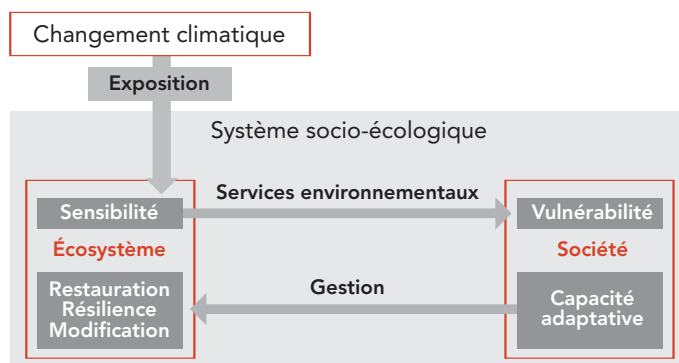 Changement climatique
Exposition
Système socio-écologique
Services environnementaux
Sensibilité
Vulnérabilité
Écosystème
Société
Gestion
Restauration
Résilience
Modification
Capacité
adaptative